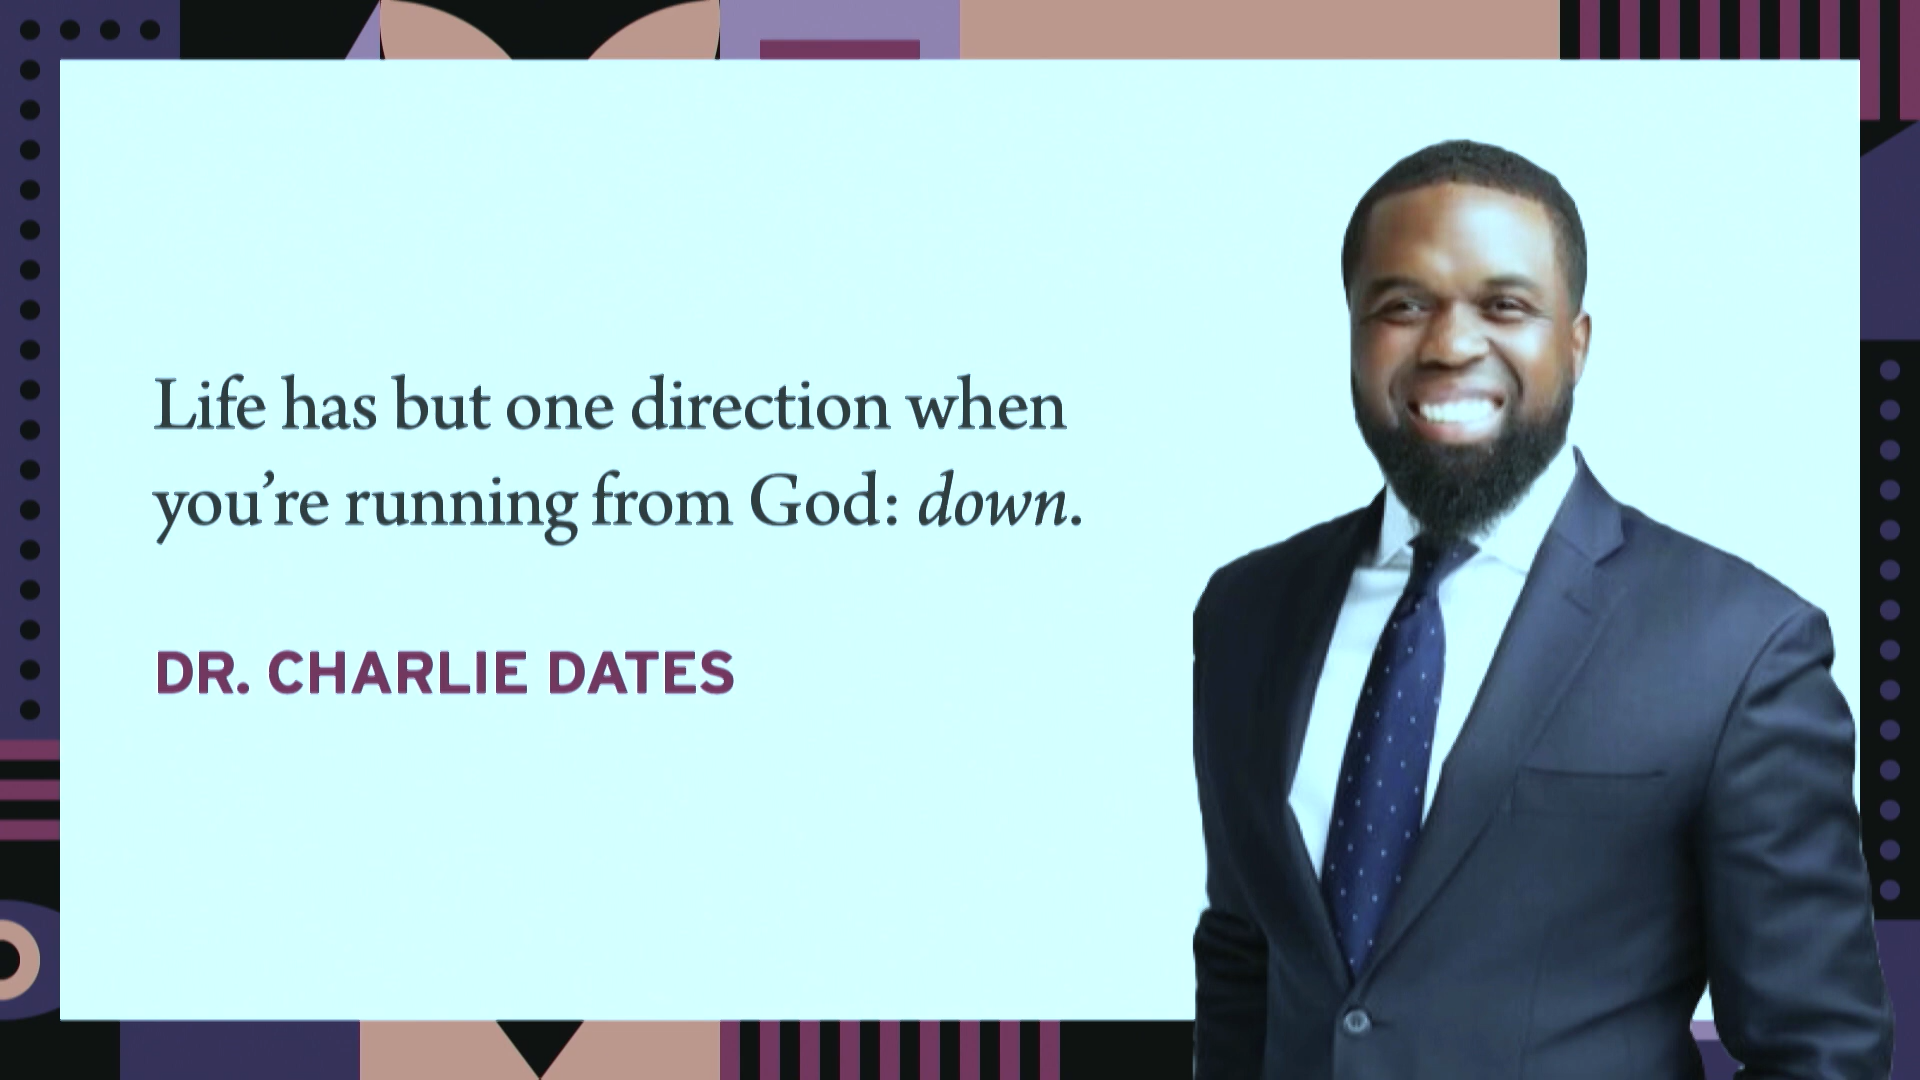 Life has but one direction when
you’re running from God: down.
DR. CHARLIE DATES